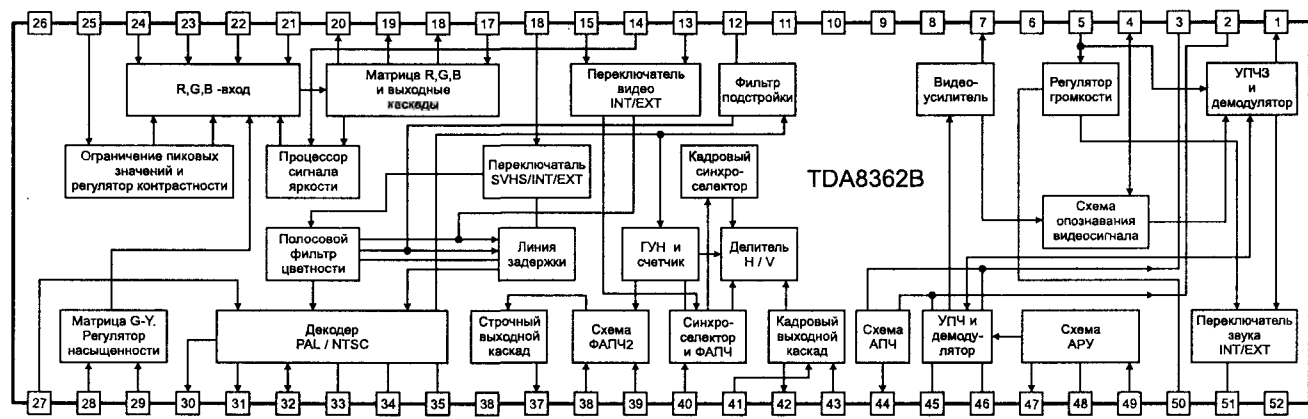 26 25 24 23 22 21 20 19 18 17 18 15 14 13 12 11 10 9 8 7 6 5 4 3 2 1
R,G,B -вход
Матрица R,G,B
и выходные
каскады
Переключатель
видео
INT/EXT
Фильтр
подстройки
Видео-
усилитель
Регулятор
громкости
УПЧЗ
и
демодулятор
Ограничение пиковых
значений и
регулятор контрастности
Процессор
сигнала
яркости
Переключаталь
SVHS/INT/EXT
Кадровый
синхро-
селектор
TDA8362B
Полосовой
фильтр
цветности
Линия
задержки
ГУН и
счетчик
Делитель
H / V
Схема
опознавания
видеосигнала
Матрица G-Y.
Регулятор
насыщенности
Декодер
PAL / NTSC
Строчный
выходной
каскад
Схема
ФАПЧ2
Синхро-
селектор
и ФАПЧ
Кадровый
выходной
каскад
Схема
АПЧ
УПЧ и
демоду-
лятор
Схема
АРУ
Переключатель
звука
INT/EXT
27 28 29 30 31 32 33 34 35 38 37 38 39 40 41 42 43 44 45 46 47 48 49 50 51 52